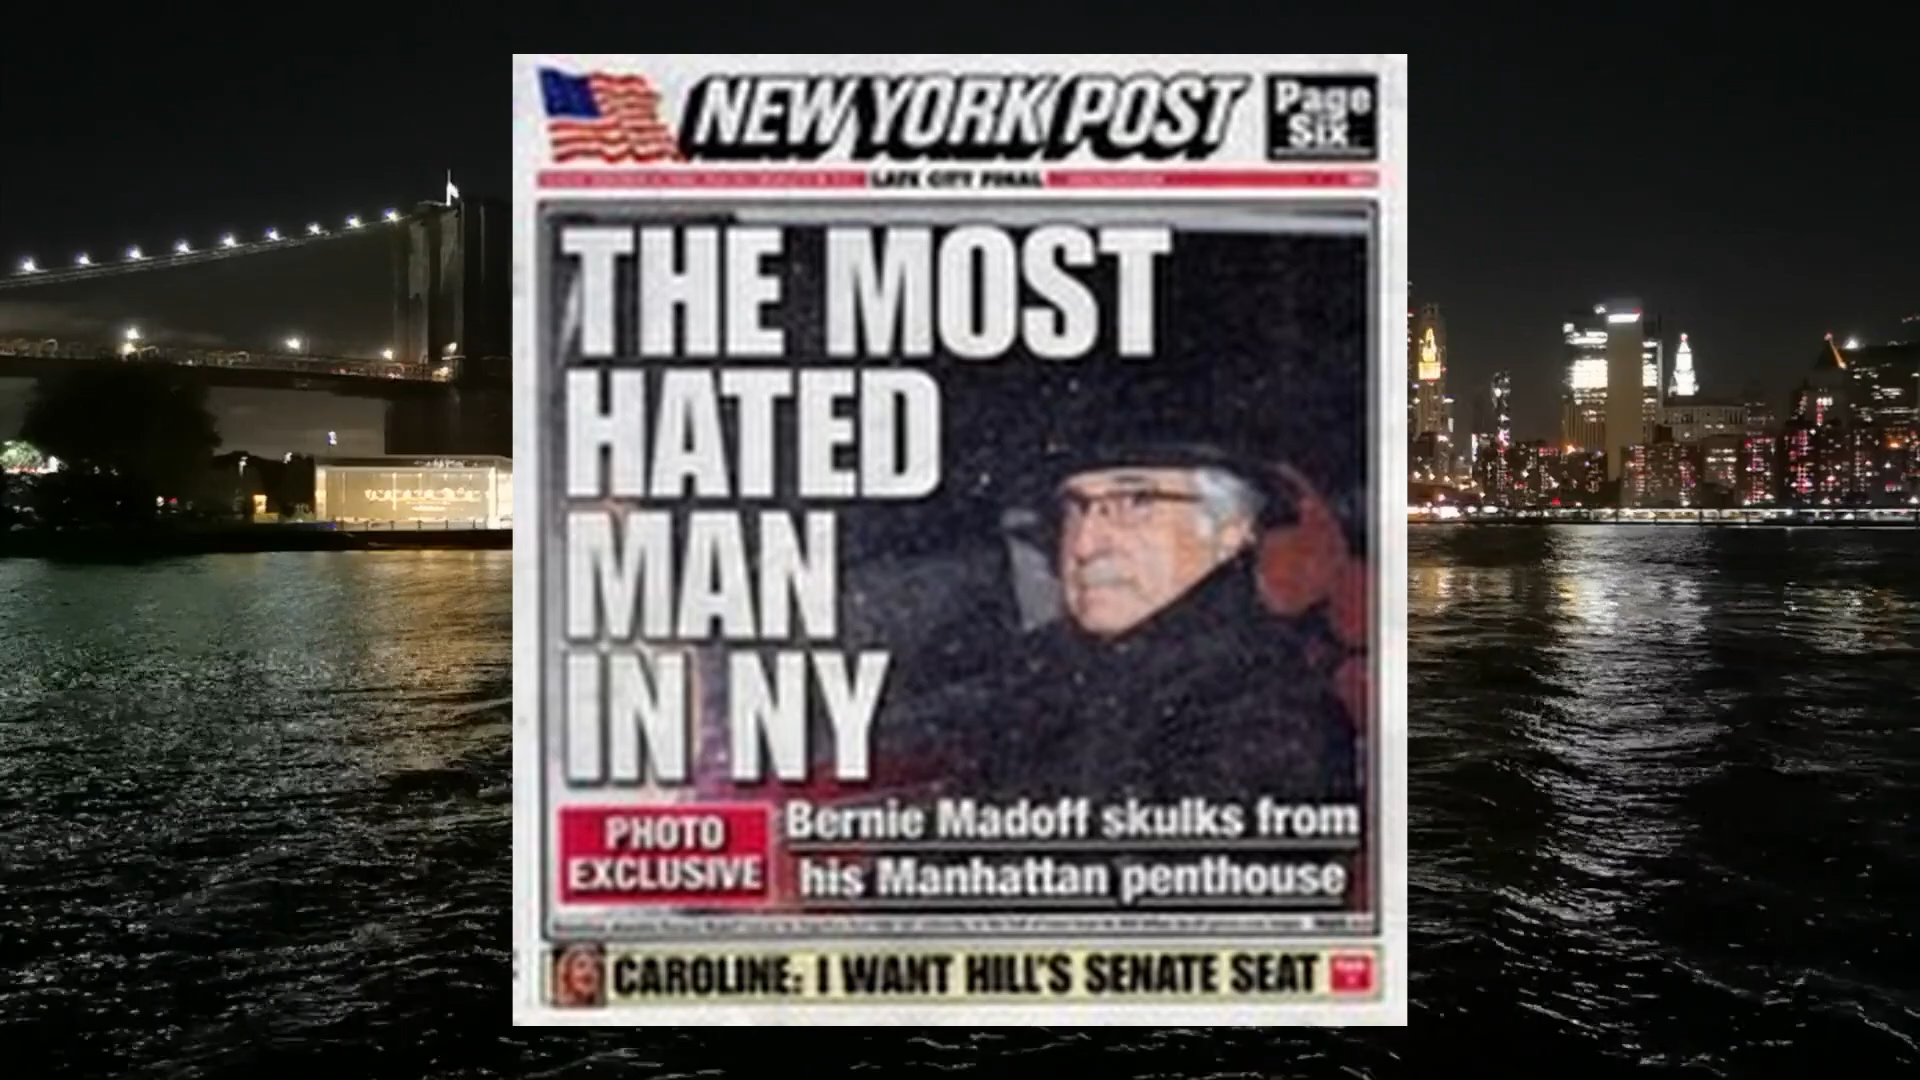 NEW YORK POST
Page
Six
LATE CITY FINAL
THE MOST
HATED
MAN
IN NY
PHOTO
EXCLUSIVE
Bernie Madoff skulks from
his Manhattan penthouse
CAROLINE: I WANT HILL'S SENATE SEAT